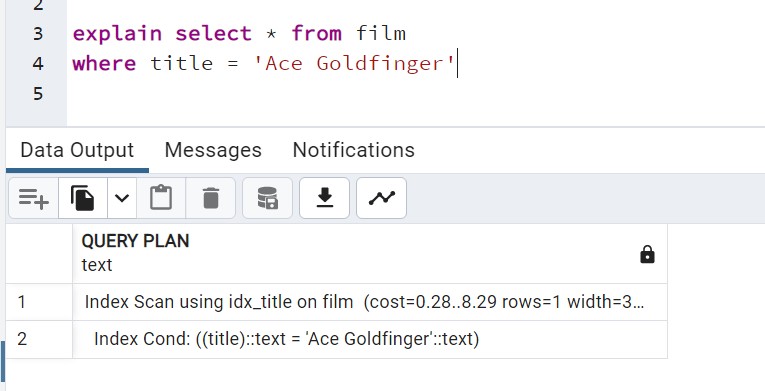 2
3 explain select * from film
4 where title = 'Ace Goldfinger'
5
Data Output Messages Notifications
QUERY PLAN
text
1 Index Scan using idx_title on film (cost=0.28..8.29 rows=1 width=3...
2 Index Cond: ((title)::text = 'Ace Goldfinger'::text)